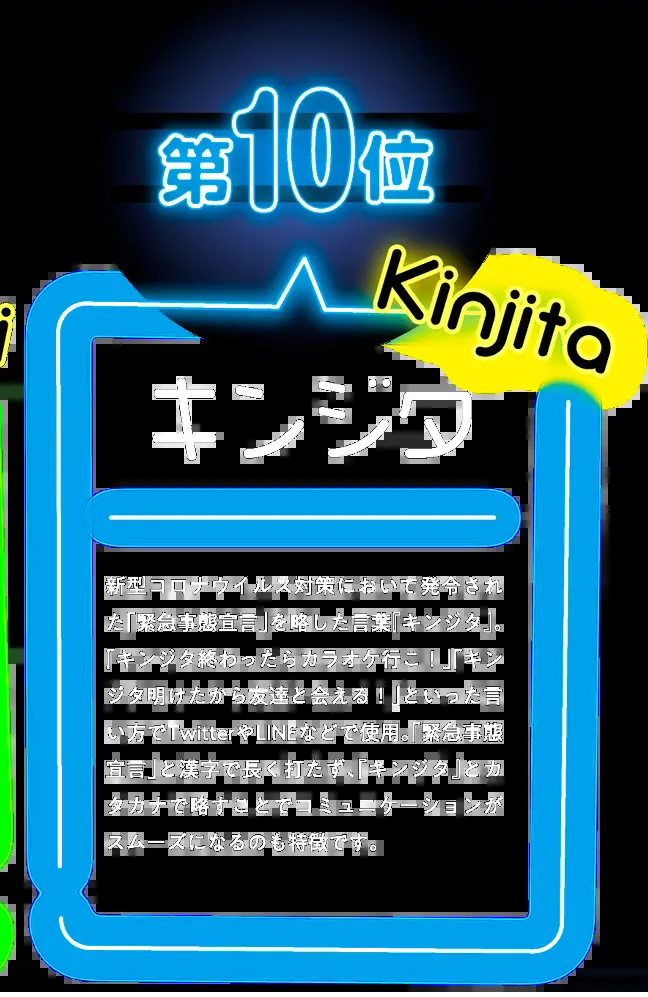 第10位
Kinjita
キンジタ
新型コロナウイルス対策において発令され
た｢緊急事態宣言｣を略した言葉『キンジタ』。
『キンジタ終わったらカラオケ行こ！』『キン
ジタ明けたから友達と会える！』といった言
い方でTwitterやLINEなどで使用。｢緊急事態
宣言｣と漢字で長く打たず、『キンジタ』とカ
タカナで略すことでコミュニケーションが
スムーズになるのも特徴です。